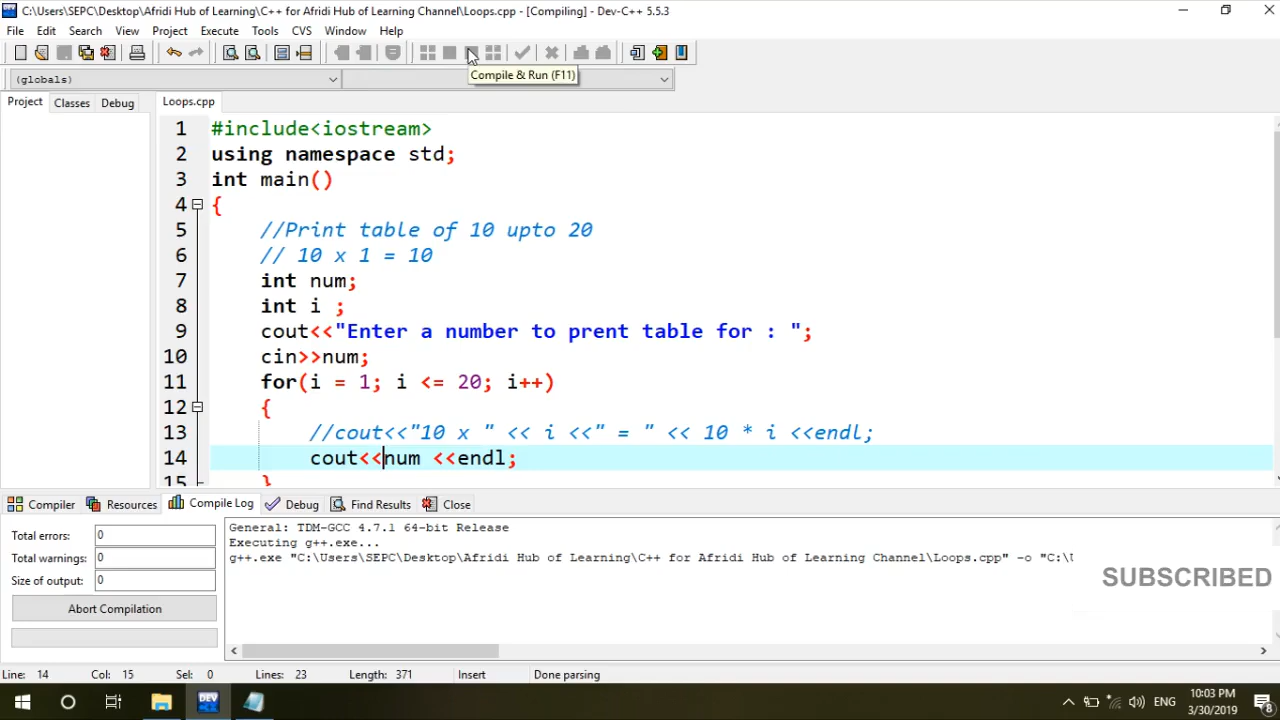 C:\Users\SEPC\Desktop\Afridi Hub of Learning\C++ for Afridi Hub of Learning Channel\Loops.cpp - [Compiling] - Dev-C++ 5.5.3
File Edit Search View Project Execute Tools CVS Window Help
Compile & Run (F11)
(globals)
Project Classes Debug Loops.cpp
1 #include<iostream>
2 using namespace std;
3 int main()
4 {
5 //Print table of 10 upto 20
6 // 10 x 1 = 10
7 int num;
8 int i ;
9 cout<<"Enter a number to prent table for : ";
10 cin>>num;
11 for(i = 1; i <= 20; i++)
12 {
13 //cout<<"10 x " << i <<" = " << 10 * i <<endl;
14 cout<<num <<endl;
15 }
Compiler Resources Compile Log Debug Find Results Close
Total errors: 0
Total warnings: 0
Size of output: 0
Abort Compilation
General: TDM-GCC 4.7.1 64-bit Release
Executing g++.exe...
g++.exe "C:\Users\SEPC\Desktop\Afridi Hub of Learning\C++ for Afridi Hub of Learning Channel\Loops.cpp" -o "C:\U
SUBSCRIBED
Line: 14 Col: 15 Sel: 0 Lines: 23 Length: 371 Insert Done parsing
DEV
ENG
10:03 PM
3/30/2019
8